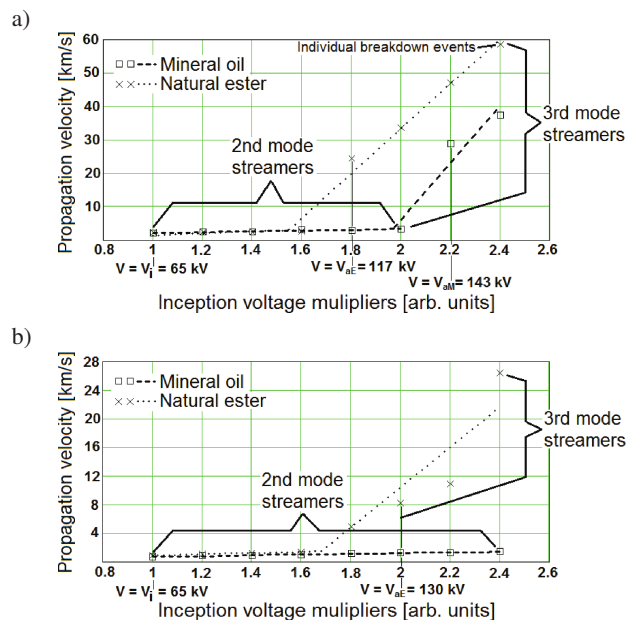 a)
60
50
40
30
20
10
Propagation velocity [km/s]
Mineral oil
Natural ester
Individual breakdown events
2nd mode
streamers
3rd mode
streamers
0.8 1 1.2 1.4 1.6 1.8 2 2.2 2.4 2.6
V = Vi = 65 kV
V = VaE = 117 kV
V = VaM = 143 kV
Inception voltage mulipliers [arb. units]
b)
28
24
20
16
12
8
4
Propagation velocity [km/s]
Mineral oil
Natural ester
2nd mode
streamers
3rd mode
streamers
0.8 1 1.2 1.4 1.6 1.8 2 2.2 2.4 2.6
V = Vi = 65 kV
V = VaE = 130 kV
Inception voltage mulipliers [arb. units]